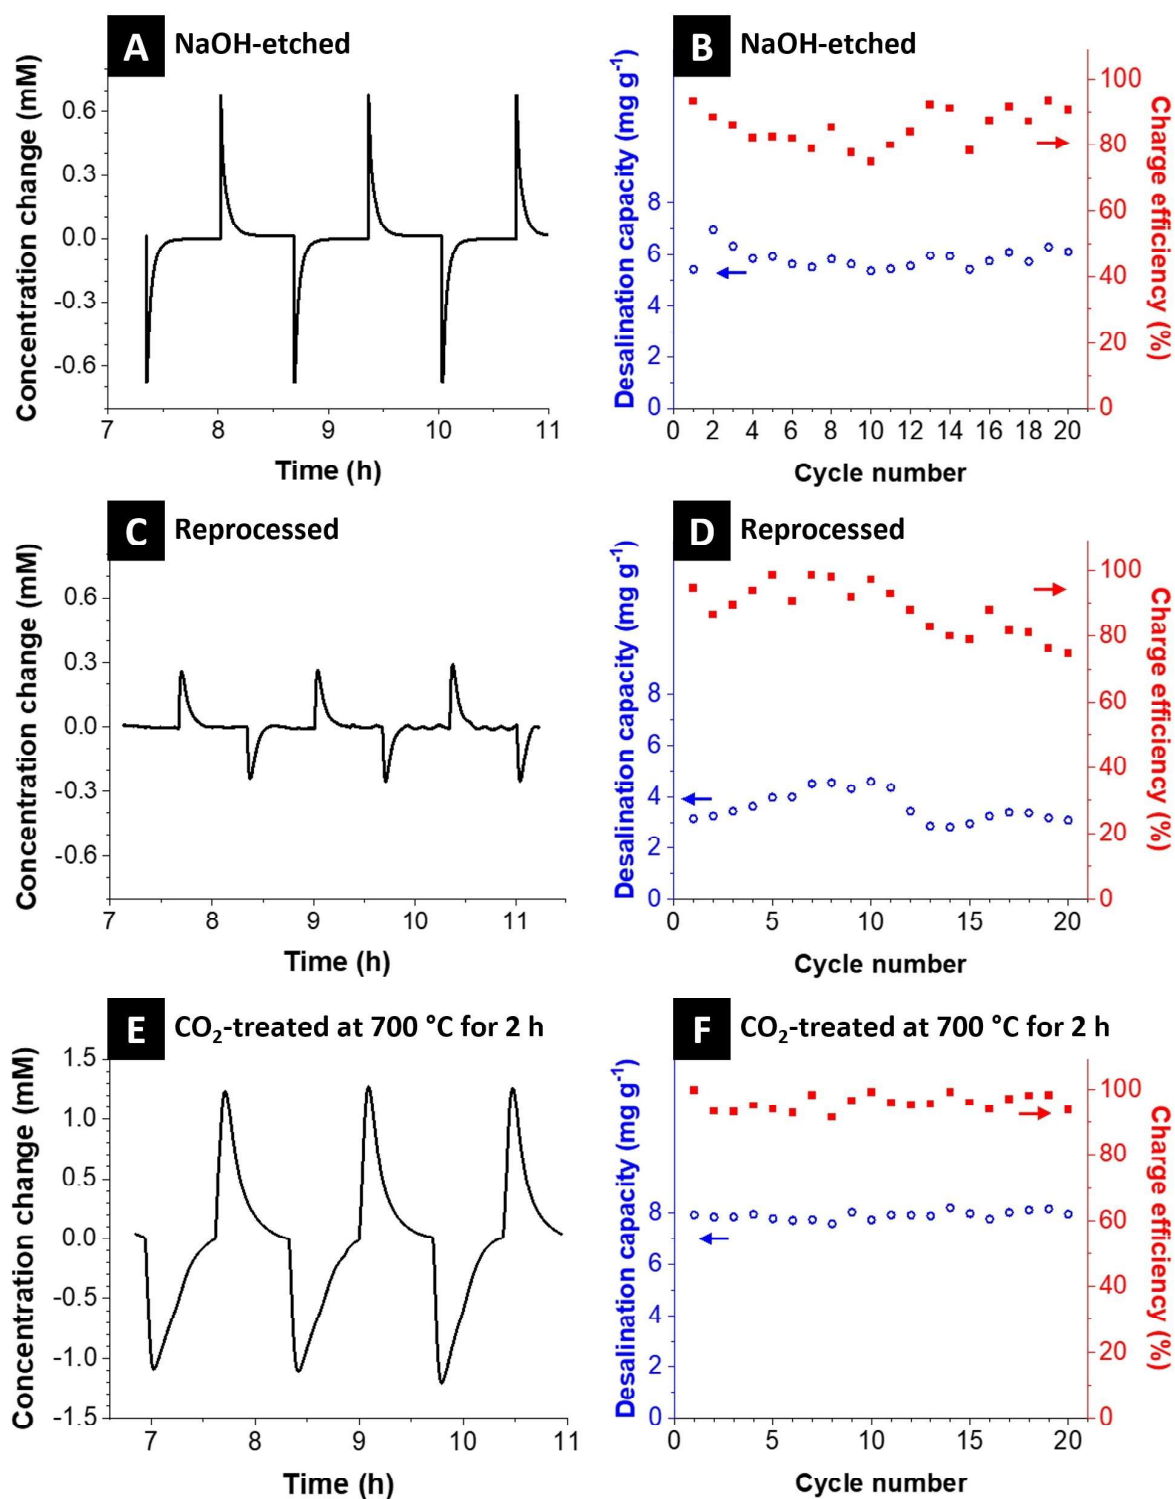 A NaOH-etched
Concentration change (mM)
0.6
0.3
0.0
-0.3
-0.6
7 8 9 10 11
Time (h)
B NaOH-etched
Desalination capacity (mg g⁻¹)
8
6
4
2
0
100
80
60
40
20
0
Charge efficiency (%)
0 2 4 6 8 10 12 14 16 18 20
Cycle number
C Reprocessed
Concentration change (mM)
0.6
0.3
0.0
-0.3
-0.6
7 8 9 10 11
Time (h)
D Reprocessed
Desalination capacity (mg g⁻¹)
8
6
4
2
0
100
80
60
40
20
0
Charge efficiency (%)
0 5 10 15 20
Cycle number
E CO₂-treated at 700 °C for 2 h
Concentration change (mM)
1.5
1.0
0.5
0.0
-0.5
-1.0
-1.5
7 8 9 10 11
Time (h)
F CO₂-treated at 700 °C for 2 h
Desalination capacity (mg g⁻¹)
8
6
4
2
0
100
80
60
40
20
0
Charge efficiency (%)
0 5 10 15 20
Cycle number